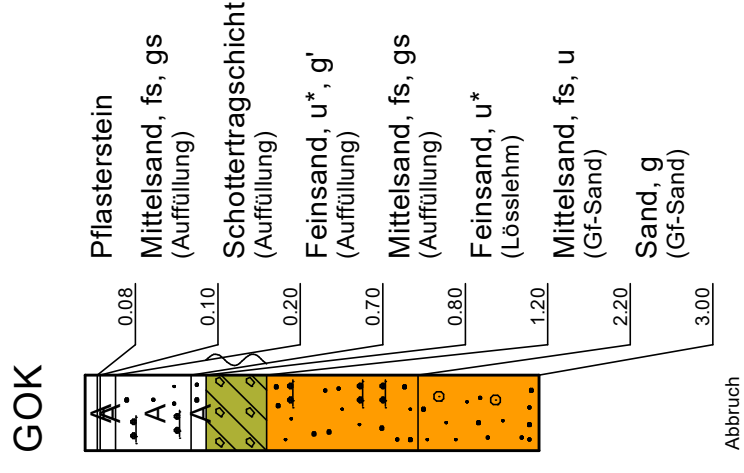 GOK
Pflasterstein
0.08
Mittelsand, fs, gs
(Auffüllung)
0.10
Schottertragschicht
(Auffüllung)
0.20
Feinsand, u*, g'
(Auffüllung)
0.70
Mittelsand, fs, gs
(Auffüllung)
0.80
Feinsand, u*
(Lösslehm)
1.20
Mittelsand, fs, u
(Gf-Sand)
2.20
Sand, g
(Gf-Sand)
3.00
A
A
A
A
Abbruch